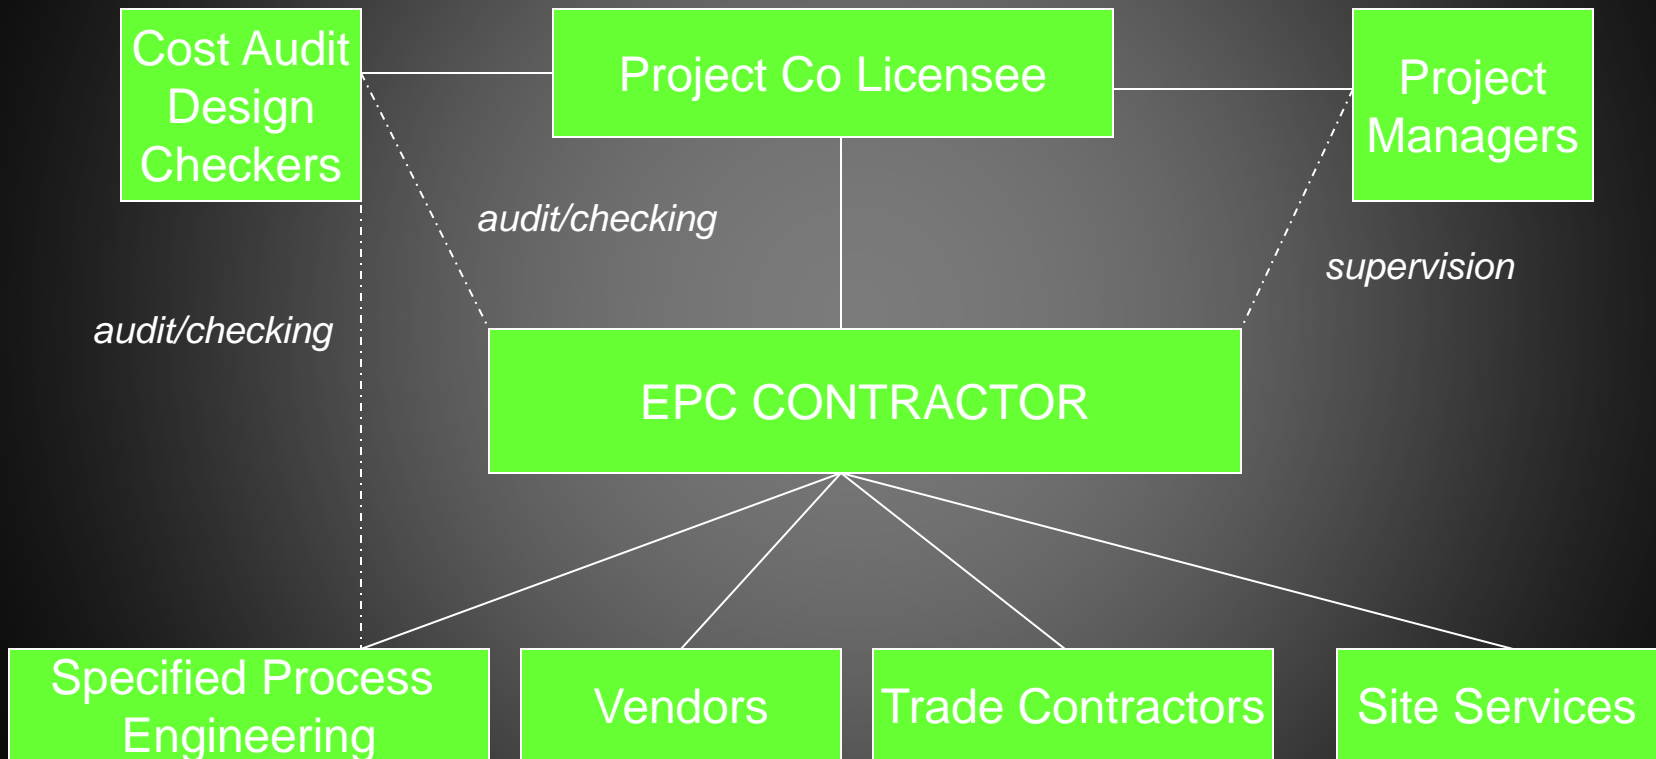 Cost Audit
Design
Checkers
Project Co Licensee
Project
Managers
audit/checking
supervision
audit/checking
EPC CONTRACTOR
Specified Process
Engineering
Vendors
Trade Contractors
Site Services